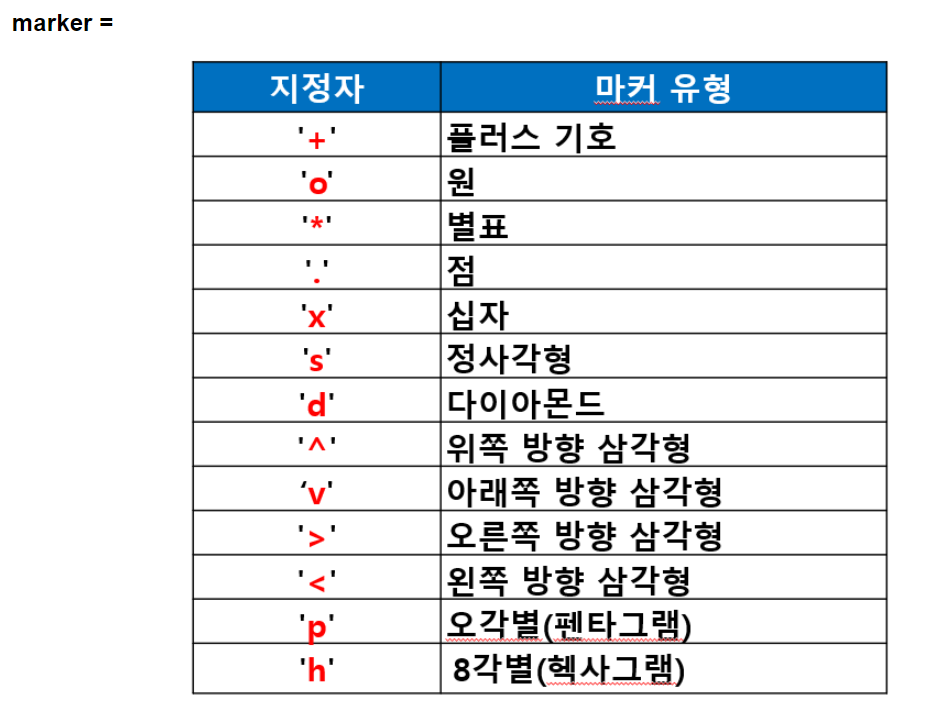 marker =
지정자 마커 유형
'+' 플러스 기호
'o' 원
'*' 별표
'.' 점
'x' 십자
's' 정사각형
'd' 다이아몬드
'^' 위쪽 방향 삼각형
‘v' 아래쪽 방향 삼각형
'>' 오른쪽 방향 삼각형
'<' 왼쪽 방향 삼각형
'p' 오각별(펜타그램)
'h' 8각별(헥사그램)